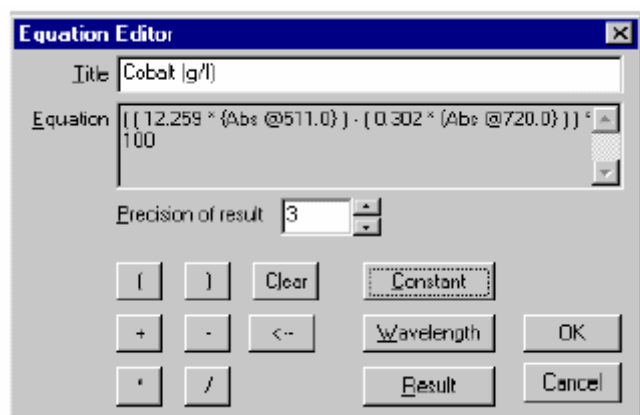 Equation Editor
Title Cobalt (g/l)
Equation ( ( 12.259 * {Abs @511.0} ) - ( 0.302 * {Abs @720.0} ) ) *
100
Precision of result 3
( ) Clear Constant
+ - <-- Wavelength OK
* / Result Cancel